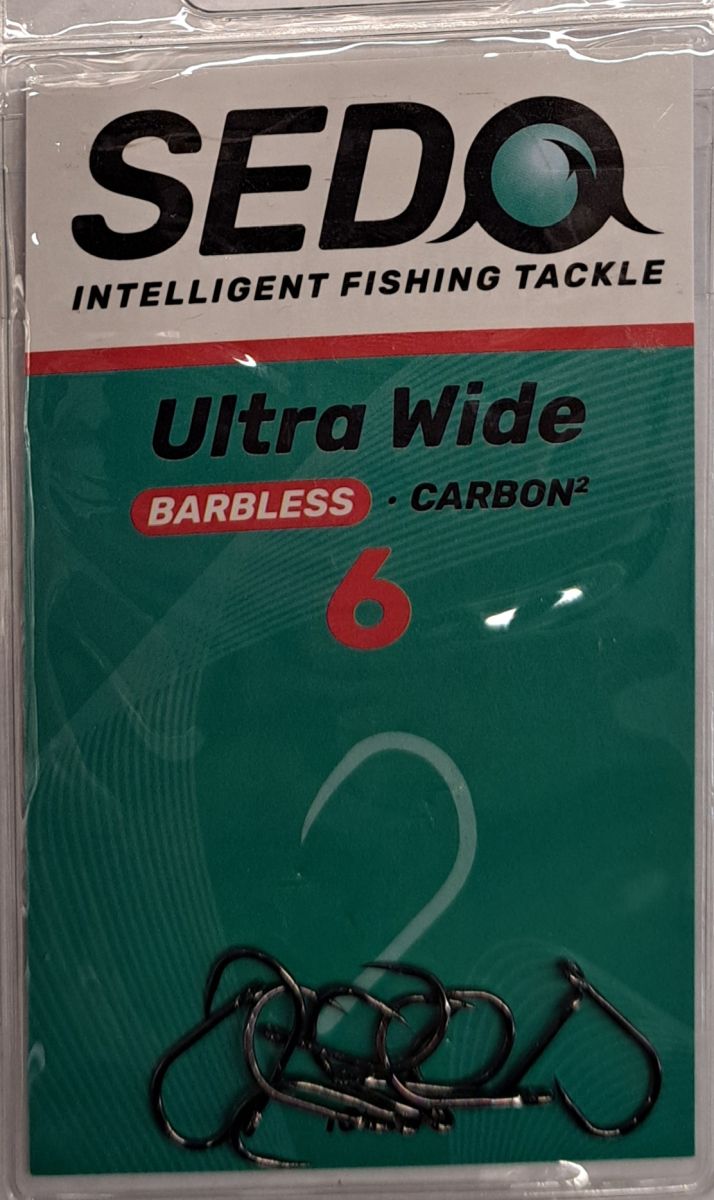 SEDO
INTELLIGENT FISHING TACKLE
Ultra Wide
BARBLESS · CARBON²
6